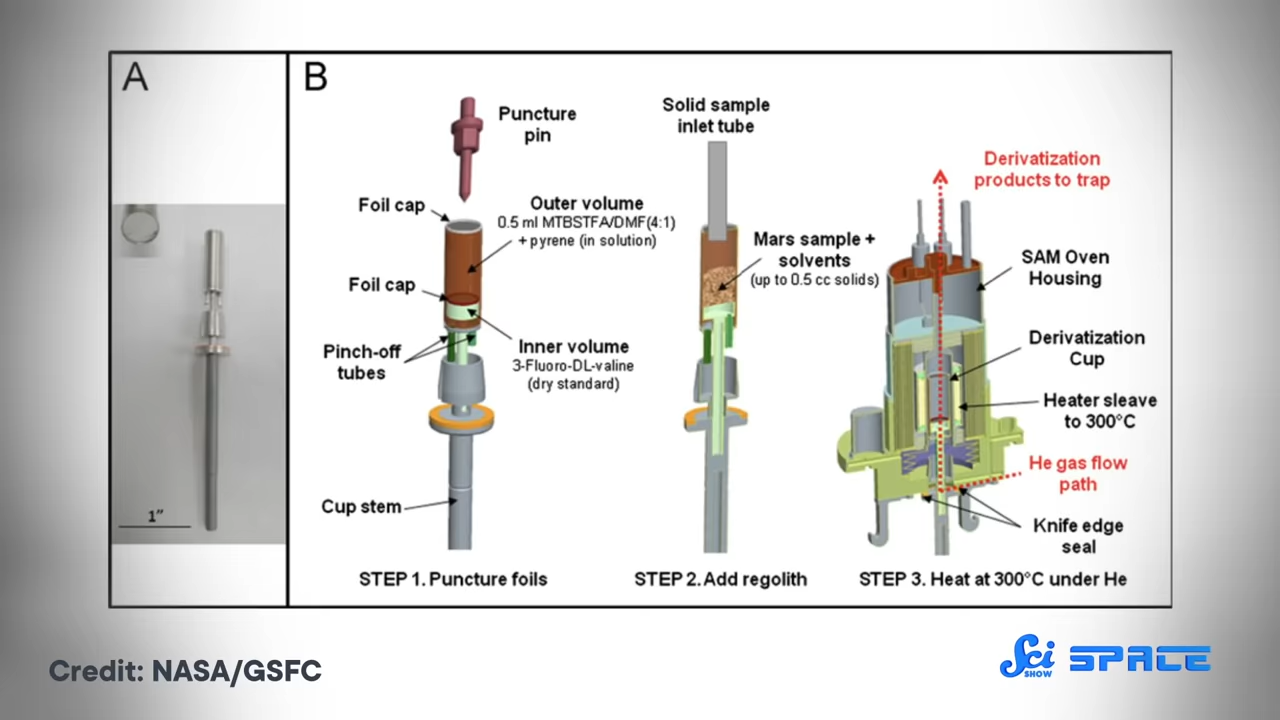 A
B
1"
Puncture
pin
Foil cap
Outer volume
0.5 ml MTBSTFA/DMF(4:1)
+ pyrene (in solution)
Foil cap
Pinch-off
tubes
Inner volume
3-Fluoro-DL-valine
(dry standard)
Cup stem
STEP 1. Puncture foils
Solid sample
inlet tube
Mars sample +
solvents
(up to 0.5 cc solids)
STEP 2. Add regolith
Derivatization
products to trap
SAM Oven
Housing
Derivatization
Cup
Heater sleave
to 300°C
He gas flow
path
Knife edge
seal
STEP 3. Heat at 300°C under He
Credit: NASA/GSFC
Sci
SHOW
SPACE